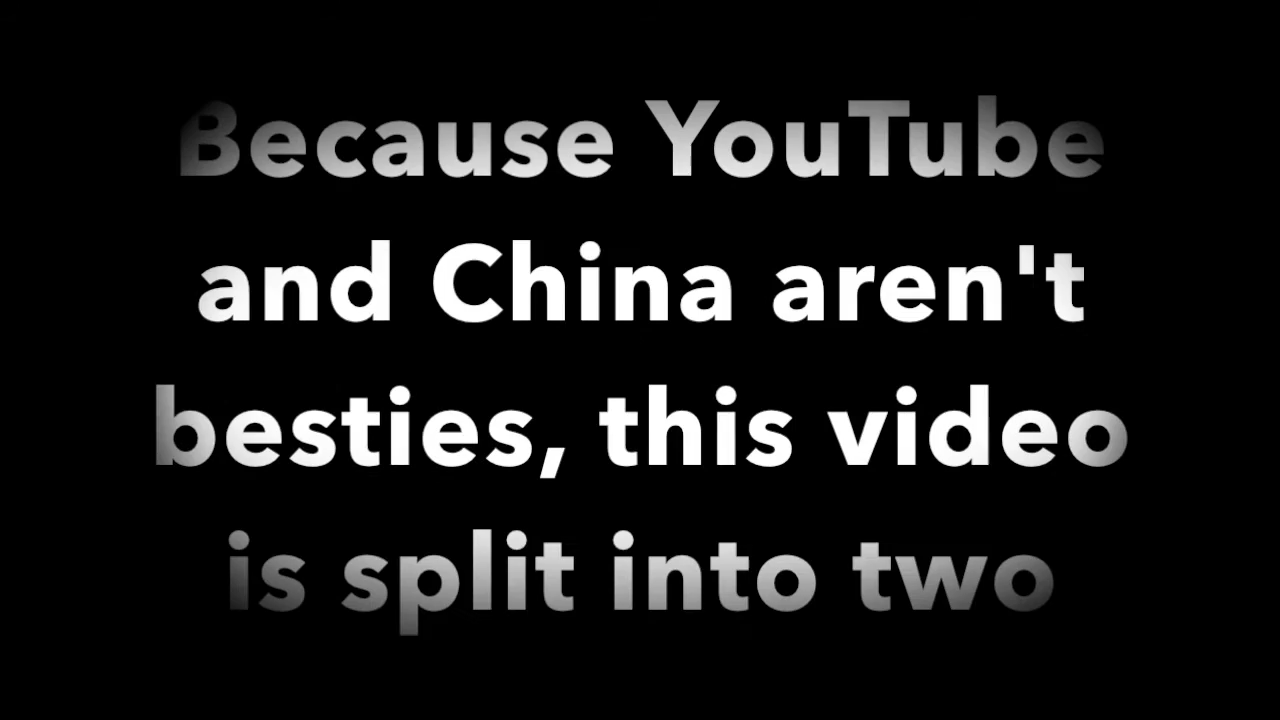 Because YouTube
and China aren't
besties, this video
is split into two